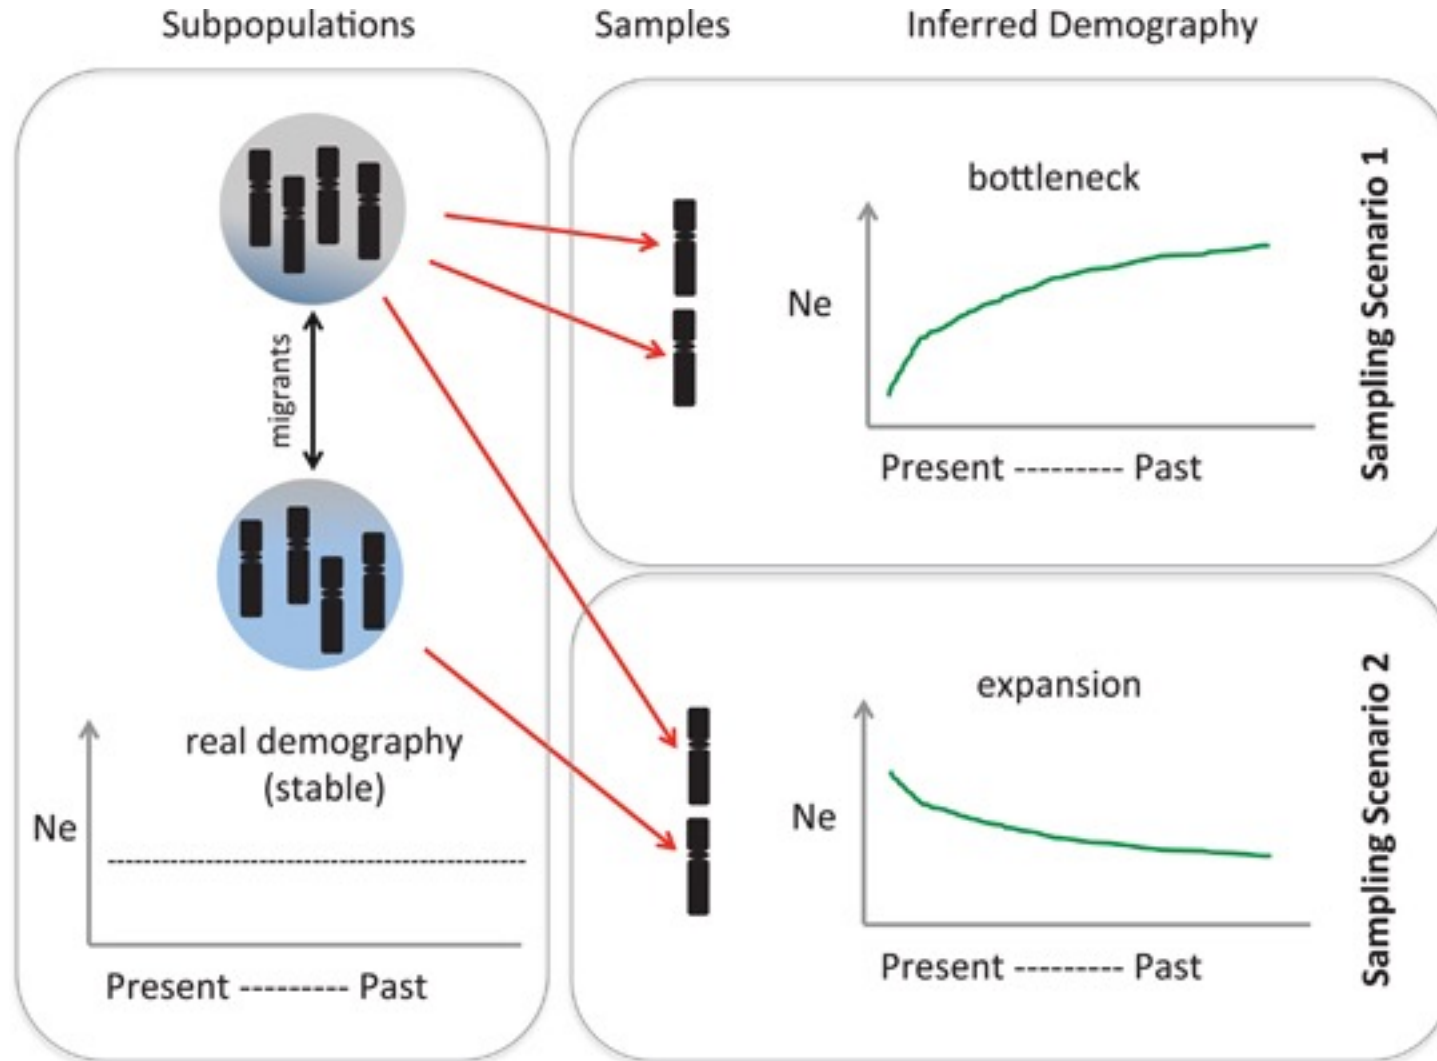 Subpopulations
Samples
Inferred Demography
migrants
real demography
(stable)
Ne
Present --------- Past
bottleneck
Ne
Present --------- Past
Sampling Scenario 1
expansion
Ne
Present --------- Past
Sampling Scenario 2